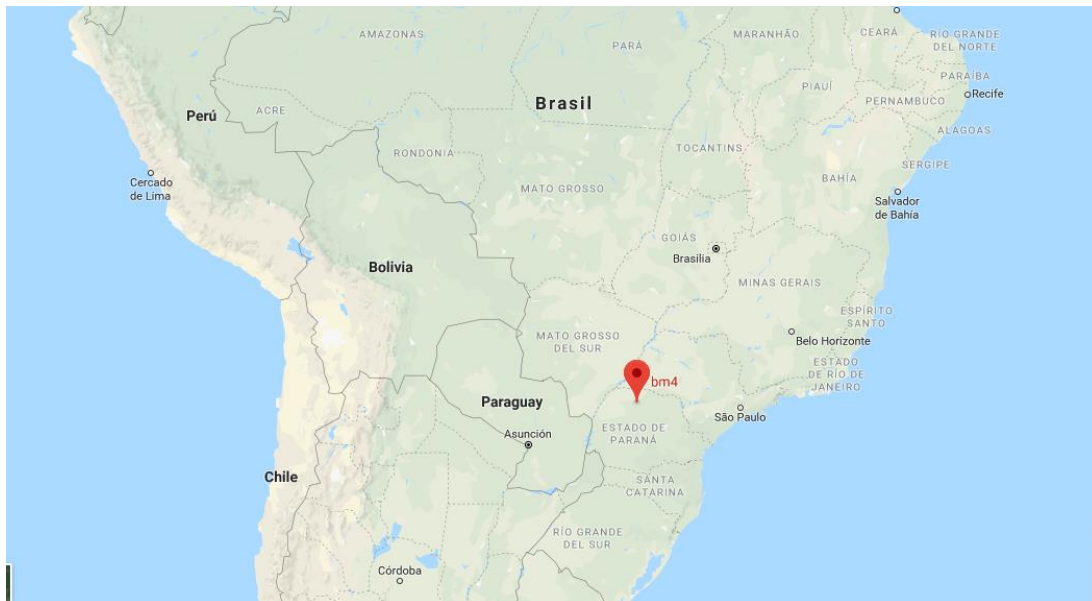 AMAZONAS
PARÁ
MARANHÃO
CEARÁ
RÍO GRANDE
DEL NORTE
PARAÍBA
Recife
PERNAMBUCO
PIAUÍ
ALAGOAS
Brasil
ACRE
Perú
RONDONIA
TOCANTINS
SERGIPE
BAHÍA
Cercado
de Lima
MATO GROSSO
Salvador
de Bahía
GOIÁS
Brasilia
Bolivia
MINAS GERAIS
ESPÍRITO
SANTO
MATO GROSSO
DEL SUR
Belo Horizonte
ESTADO
DE RÍO DE
JANEIRO
bm4
Paraguay
São Paulo
Asunción
ESTADO DE
PARANÁ
Chile
SANTA
CATARINA
RÍO GRANDE
DEL SUR
Córdoba